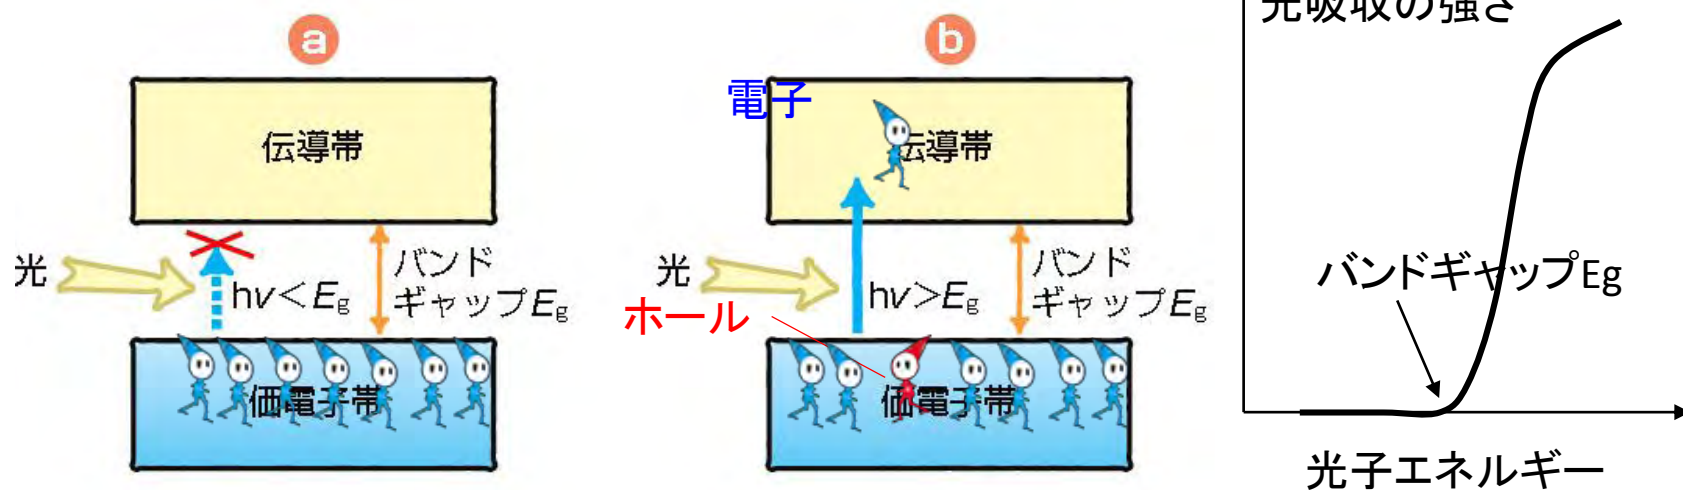 a
伝導帯
光
hν<Eg
バンド
ギャップEg
価電子帯
b
電子
伝導帯
光
hν>Eg
バンド
ギャップEg
ホール
価電子帯
光吸収の強さ
バンドギャップEg
光子エネルギー